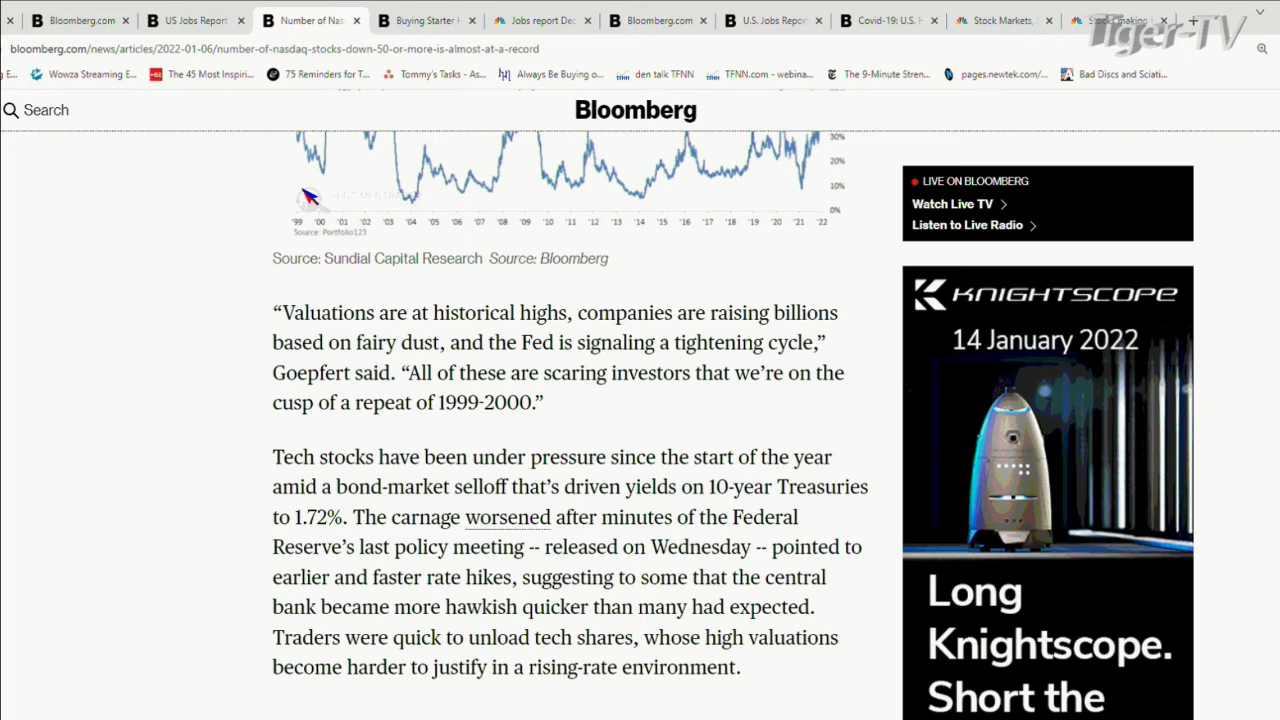 Bloomberg.com
US Jobs Report
Number of Nas
Buying Starter
Jobs report Dec
Bloomberg.com
U.S. Jobs Repor
Covid-19: U.S. H
Stock Markets,
Stocks making
Tiger-TV
bloomberg.com/news/articles/2022-01-06/number-of-nasdaq-stocks-down-50-or-more-is-almost-at-a-record
g E...
Wowza Streaming E...
The 45 Most Inspiri...
75 Reminders for T...
Tommy's Tasks - As...
Always Be Buying o...
den talk TFNN
TFNN.com - webina...
The 9-Minute Stren...
pages.newtek.com/...
Bad Discs and Sciati...
Search
Bloomberg
30%
20%
10%
0%
'99 '00 '01 '02 '03 '04 '05 '06 '07 '08 '09 '10 '11 '12 '13 '14 '15 '16 '17 '18 '19 '20 '21 '22
Source: Portfolio123
Source: Sundial Capital Research Source: Bloomberg
“Valuations are at historical highs, companies are raising billions
based on fairy dust, and the Fed is signaling a tightening cycle,”
Goepfert said. “All of these are scaring investors that we’re on the
cusp of a repeat of 1999-2000.”
Tech stocks have been under pressure since the start of the year
amid a bond-market selloff that’s driven yields on 10-year Treasuries
to 1.72%. The carnage worsened after minutes of the Federal
Reserve’s last policy meeting -- released on Wednesday -- pointed to
earlier and faster rate hikes, suggesting to some that the central
bank became more hawkish quicker than many had expected.
Traders were quick to unload tech shares, whose high valuations
become harder to justify in a rising-rate environment.
LIVE ON BLOOMBERG
Watch Live TV
Listen to Live Radio
KNIGHTSCOPE
14 January 2022
Long
Knightscope.
Short the